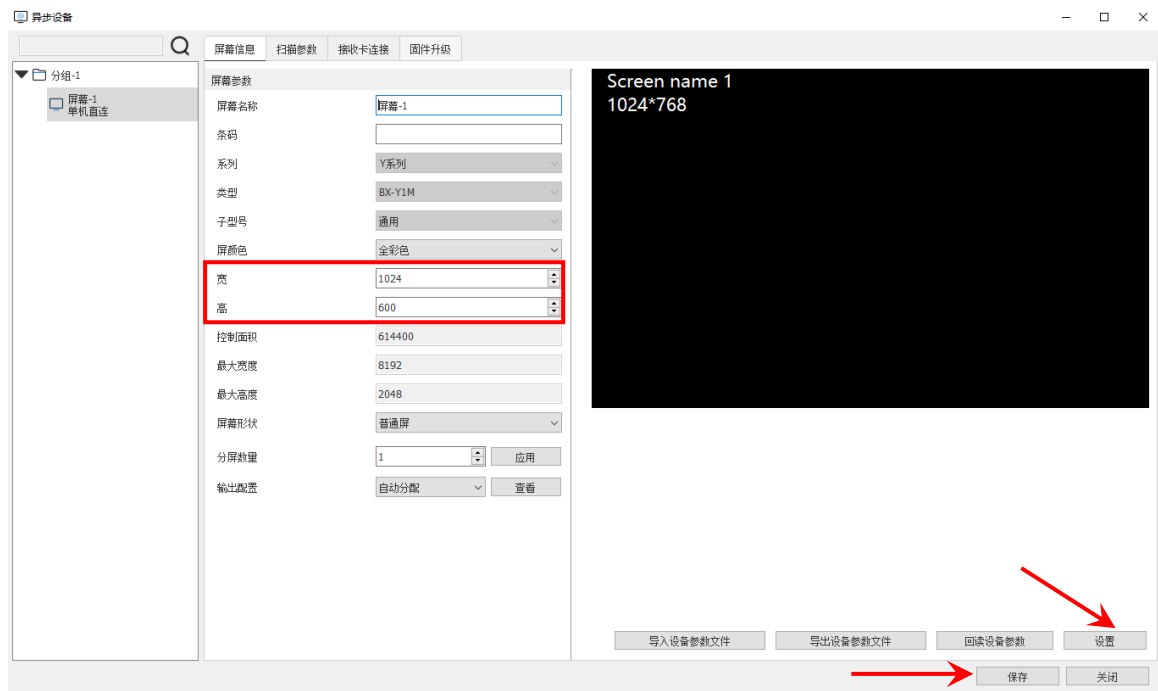 异步设备
屏幕信息 扫描参数 接收卡连接 固件升级
分组-1
屏幕-1
单机直连
屏幕参数
屏幕名称 屏幕-1
条码
系列 Y系列
类型 BX-Y1M
子型号 通用
屏颜色 全彩色
宽 1024
高 600
控制面积 614400
最大宽度 8192
最大高度 2048
屏幕形状 普通屏
分屏数量 1 应用
输出配置 自动分配 查看
Screen name 1
1024*768
导入设备参数文件 导出设备参数文件 回读设备参数 设置
保存 关闭